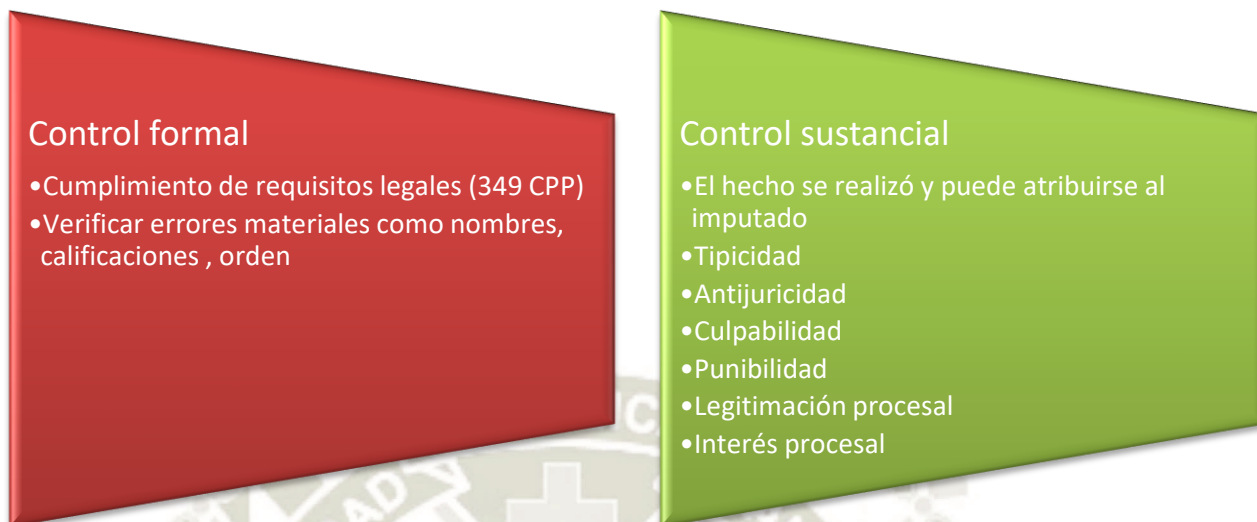 Control formal
•Cumplimiento de requisitos legales (349 CPP)
•Verificar errores materiales como nombres,
calificaciones , orden
Control sustancial
•El hecho se realizó y puede atribuirse al
imputado
•Tipicidad
•Antijuricidad
•Culpabilidad
•Punibilidad
•Legitimación procesal
•Interés procesal